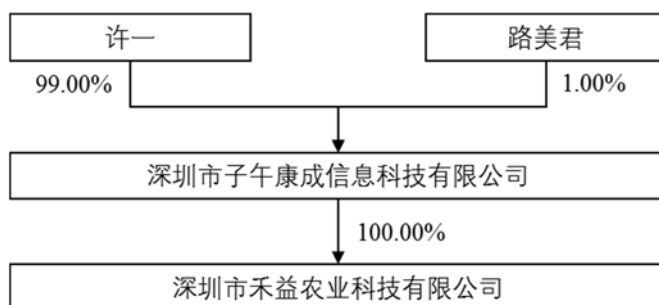 许一
路美君
99.00%
1.00%
深圳市子午康成信息科技有限公司
100.00%
深圳市禾益农业科技有限公司